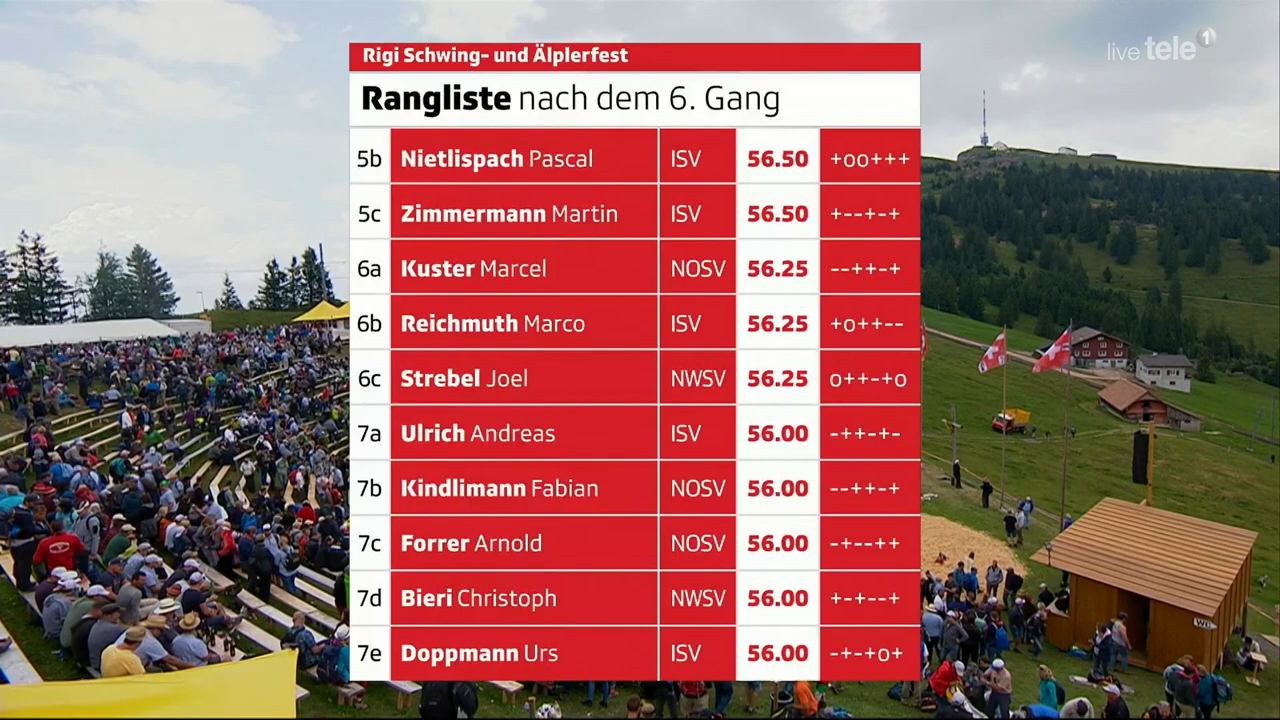 live tele 1
Rigi Schwing- und Älplerfest
Rangliste nach dem 6. Gang
5b Nietlispach Pascal ISV 56.50 +oo+++
5c Zimmermann Martin ISV 56.50 +--+-+
6a Kuster Marcel NOSV 56.25 --++-+
6b Reichmuth Marco ISV 56.25 +o++--
6c Strebel Joel NWSV 56.25 o++-+o
7a Ulrich Andreas ISV 56.00 -++-+-
7b Kindlimann Fabian NOSV 56.00 --++-+
7c Forrer Arnold NOSV 56.00 -+--++
7d Bieri Christoph NWSV 56.00 +-+--+
7e Doppmann Urs ISV 56.00 -+-+o+
WC